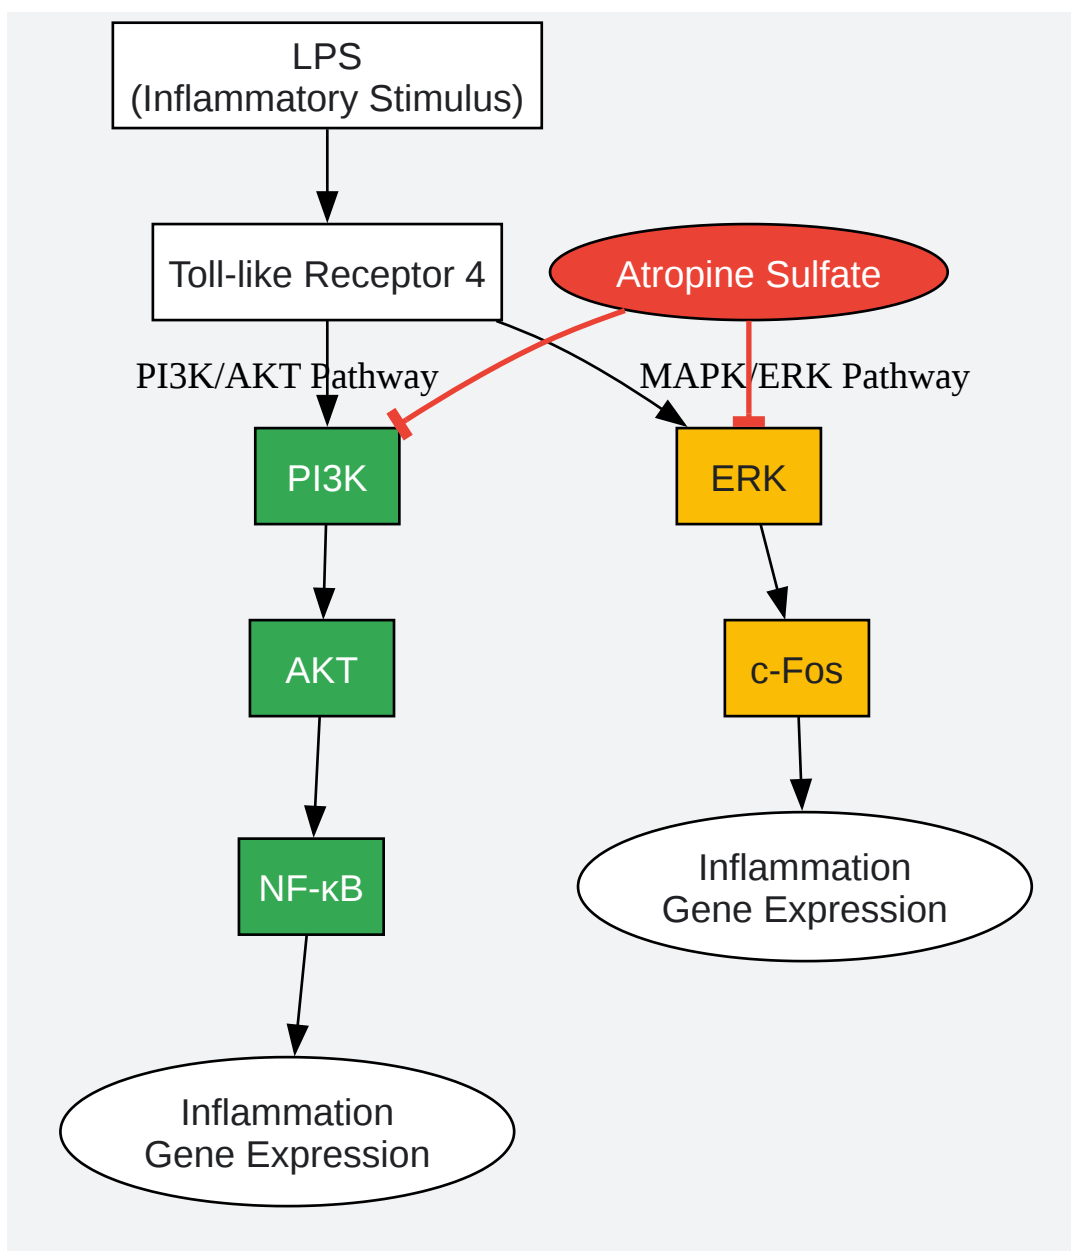 LPS
(Inflammatory Stimulus)
Toll-like Receptor 4
Atropine Sulfate
PI3K/AKT Pathway
MAPK/ERK Pathway
PI3K
ERK
AKT
c-Fos
NF-κB
Inflammation
Gene Expression
Inflammation
Gene Expression